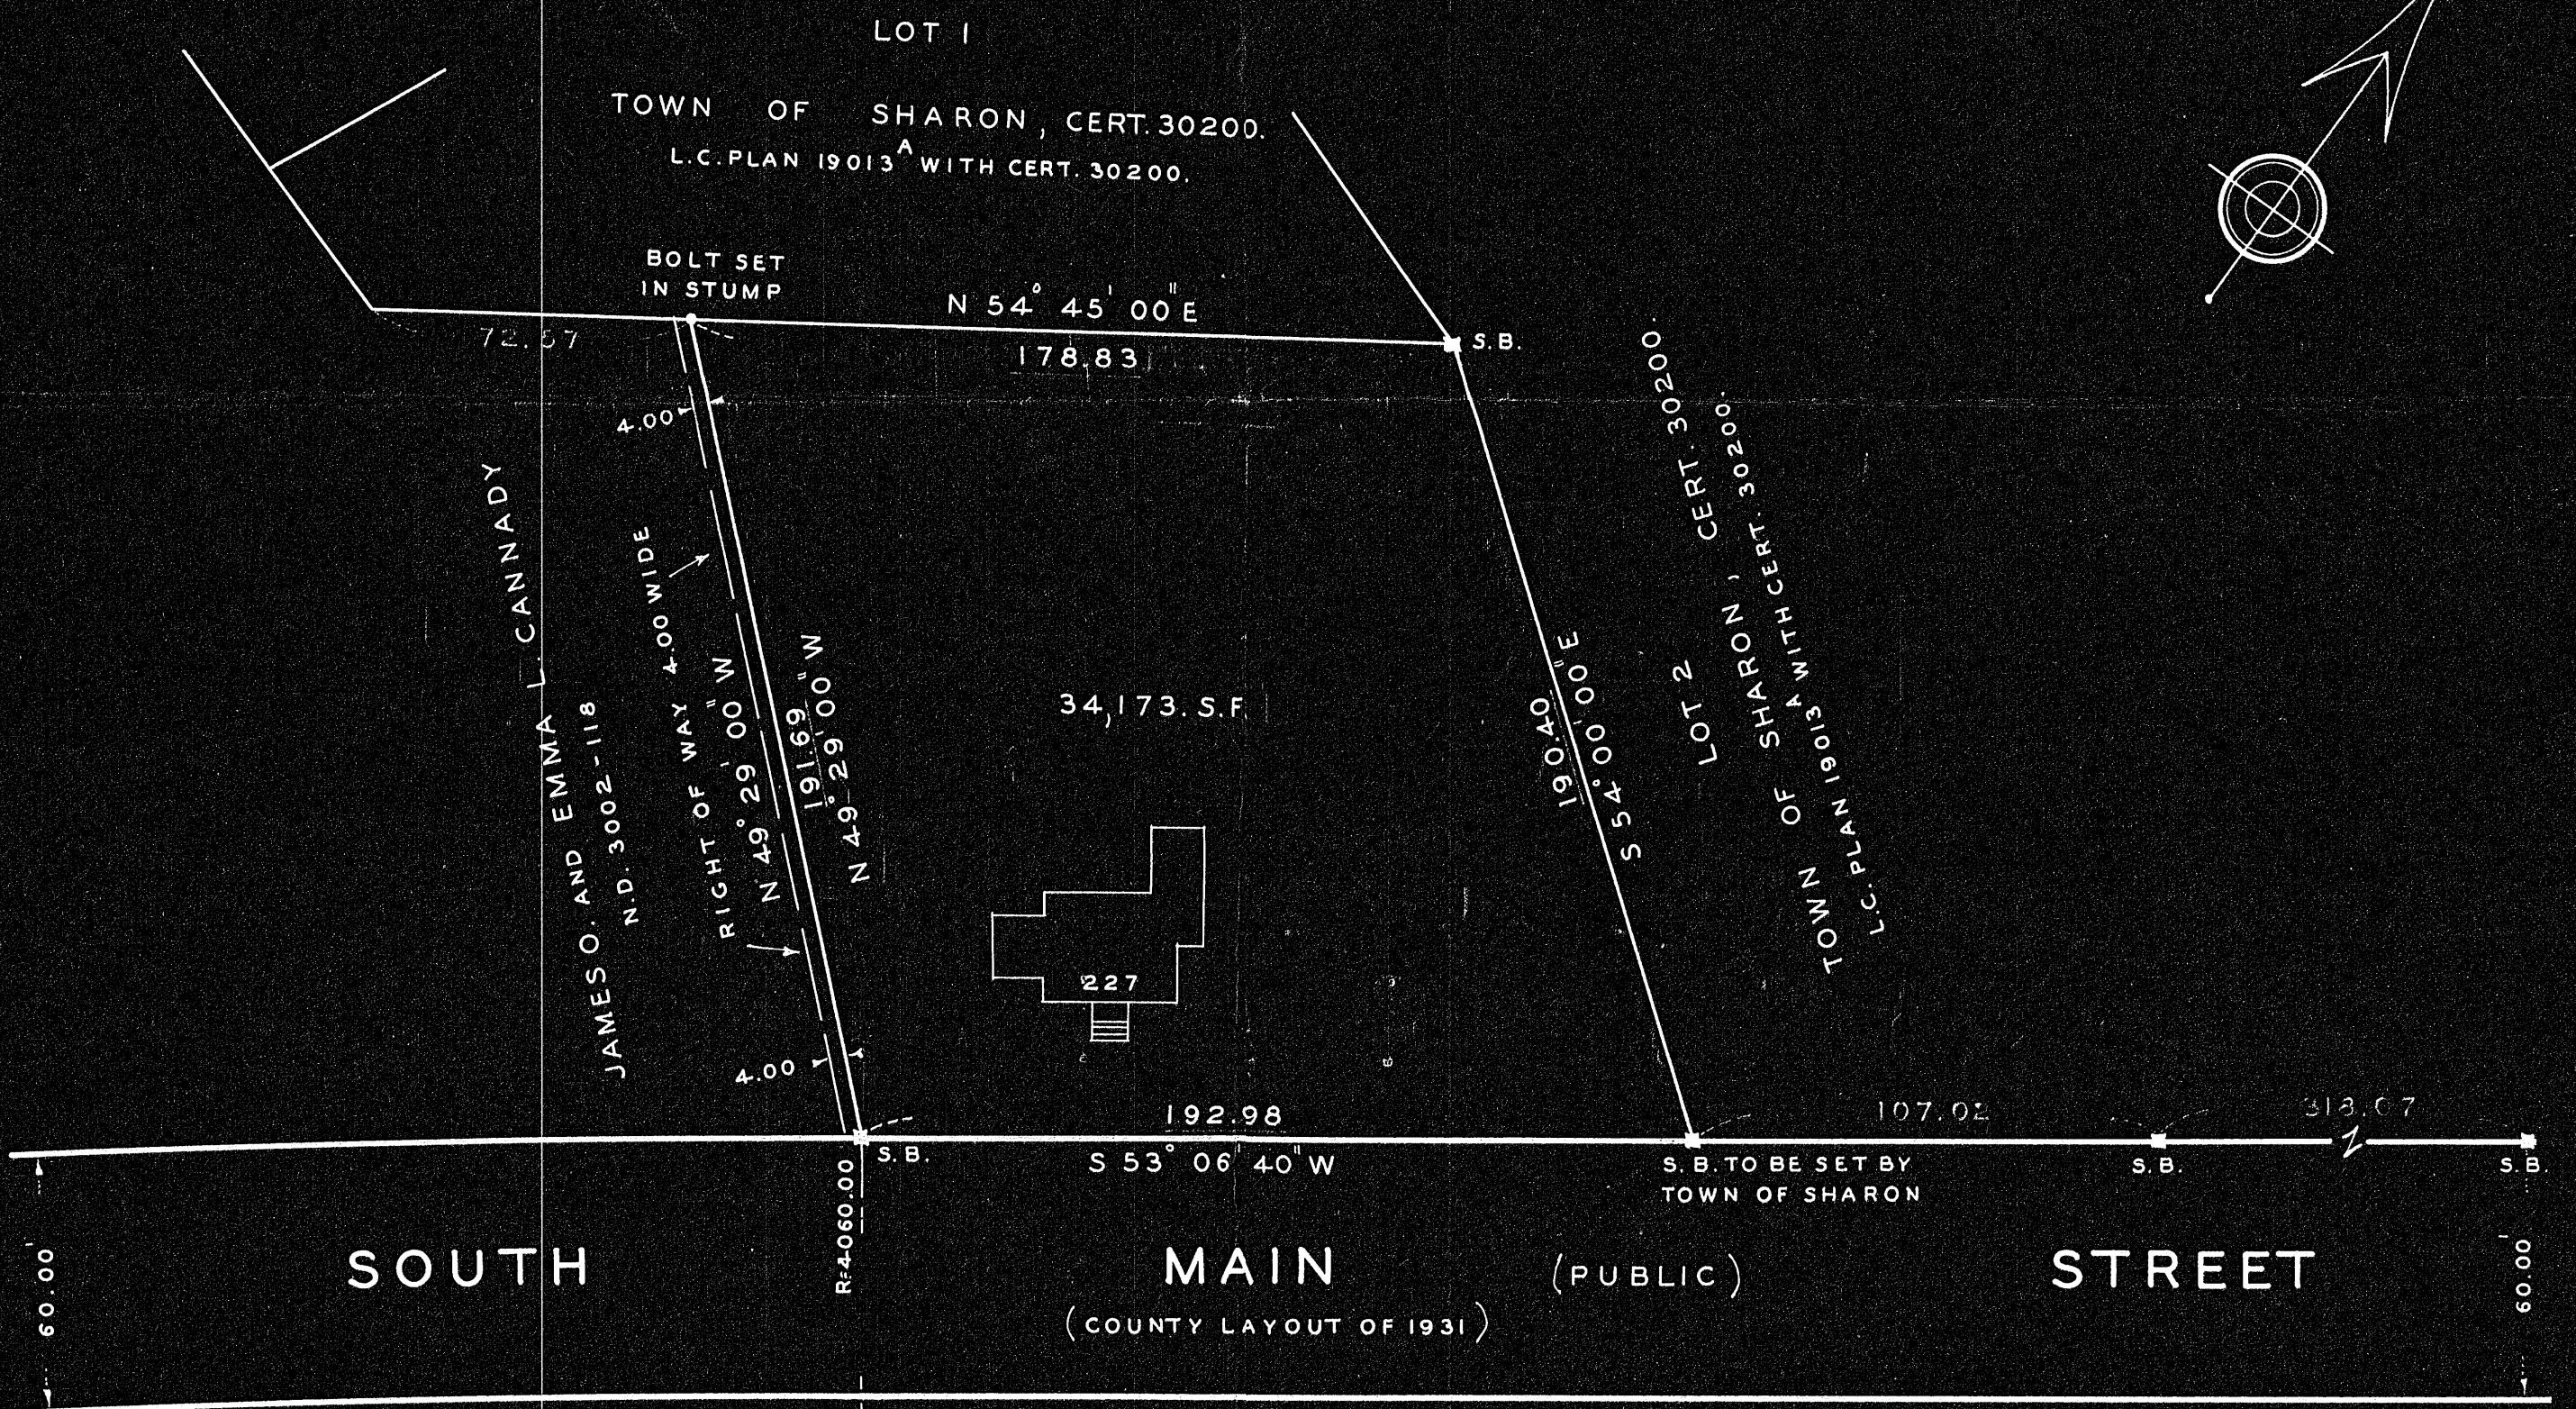 LOT 1
TOWN OF SHARON, CERT. 30200.
L.C. PLAN 19013A WITH CERT. 30200.
BOLT SET
IN STUMP
N 54° 45' 00" E
178.83
S.B.
4.00
JAMES O. AND EMMA L. CANNADY
N.D. 3002-118
RIGHT OF WAY 4.00 WIDE
N 49° 29' 00" W
191.69
N 49° 29' 00" W
34,173. S.F.
190.40
S 54° 00' 00" E
LOT 2 CERT. 30200.
TOWN OF SHARON,
L.C. PLAN 19013A WITH CERT. 30200.
227
4.00
192.98
107.02
S.B.
S 53° 06' 40" W
S.B. TO BE SET BY
TOWN OF SHARON
S.B.
S.B.
R=4060.00
60.00'
SOUTH MAIN (PUBLIC) STREET
60.00'
(COUNTY LAYOUT OF 1931)